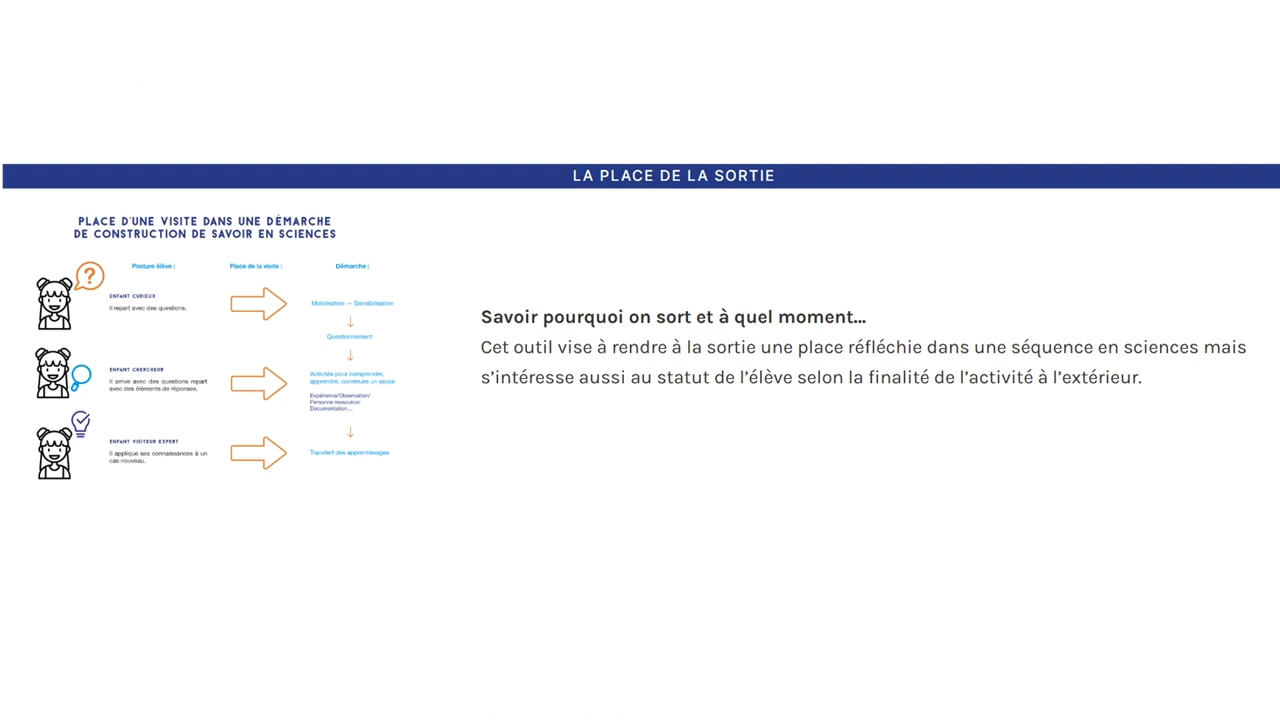 LA PLACE DE LA SORTIE
PLACE D'UNE VISITE DANS UNE DÉMARCHE
DE CONSTRUCTION DE SAVOIR EN SCIENCES
Posture élève :
Place de la visite :
Démarche :
?
ENFANT CURIEUX
Il repart avec des questions.
Mobilisation – Sensibilisation
Questionnement
ENFANT CHERCHEUR
Il arrive avec des questions repart
avec des éléments de réponses.
Activités pour comprendre,
apprendre, construire un savoir
Expérience/Observation/
Personne ressource/
Documentation...
ENFANT VISITEUR EXPERT
Il applique ses connaissances à un
cas nouveau.
Transfert des apprentissages
Savoir pourquoi on sort et à quel moment...
Cet outil vise à rendre à la sortie une place réfléchie dans une séquence en sciences mais
s'intéresse aussi au statut de l'élève selon la finalité de l'activité à l'extérieur.